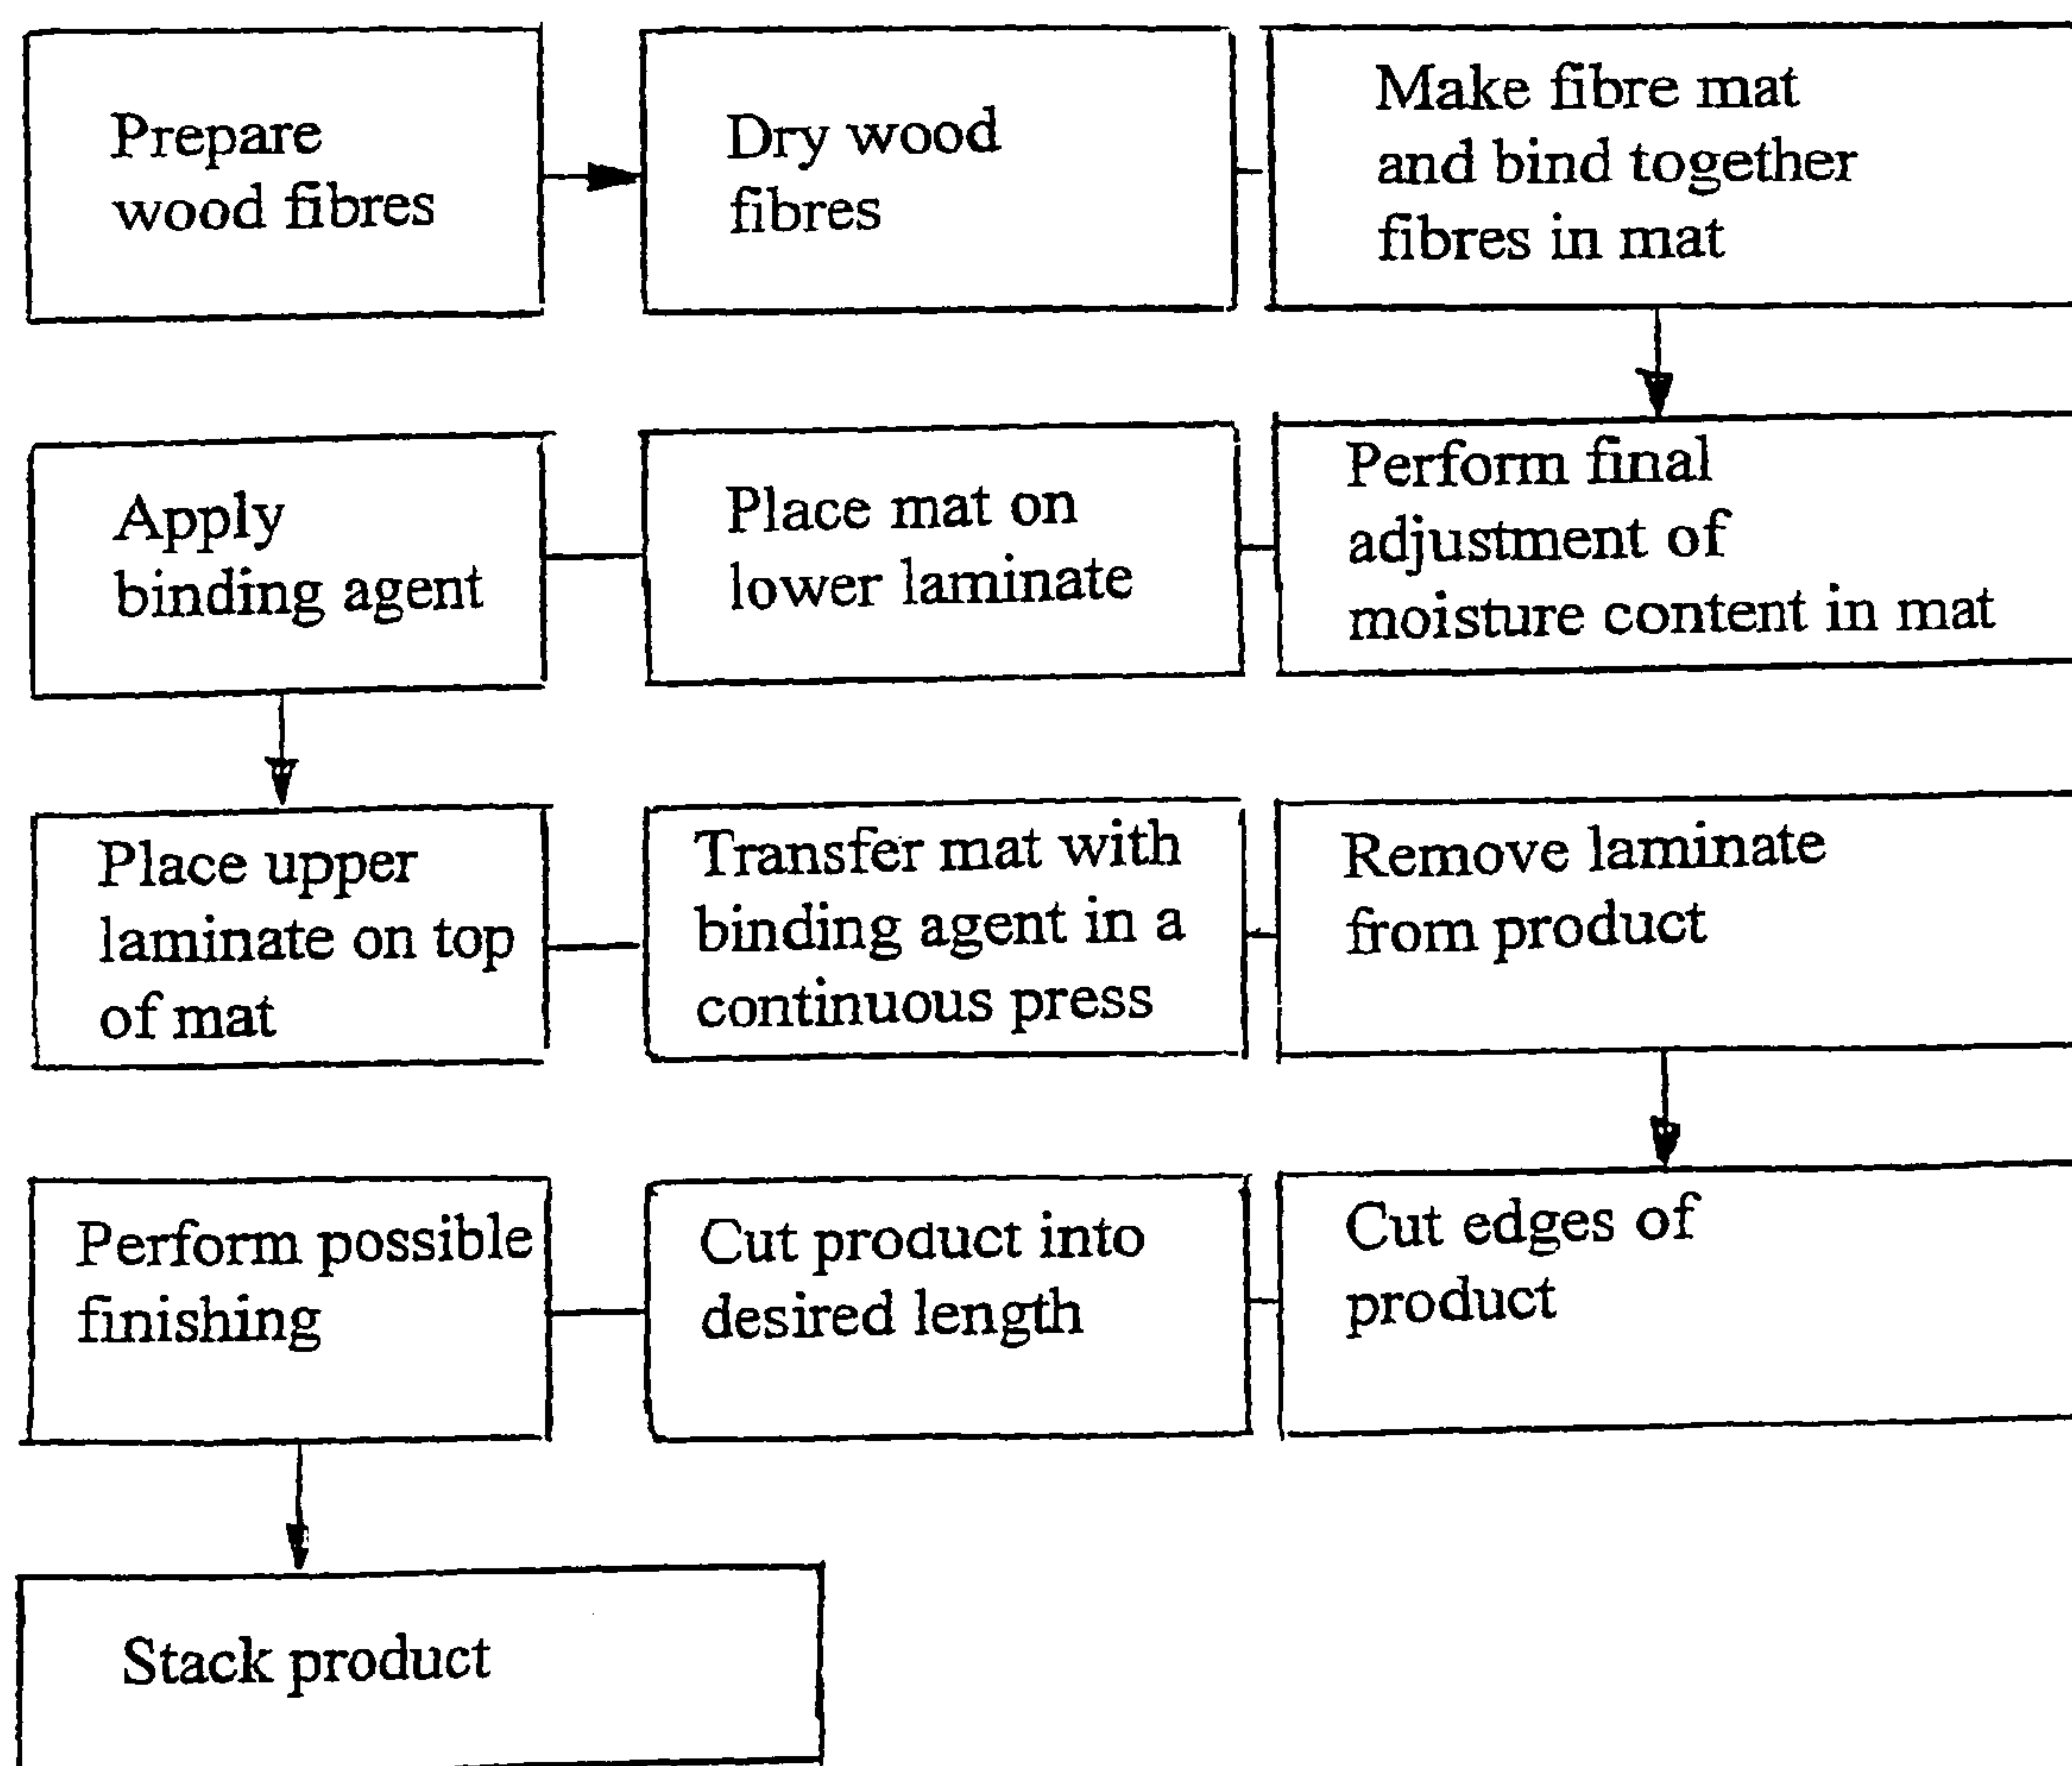 Prepare
wood fibres
Dry wood
fibres
Make fibre mat
and bind together
fibres in mat
Apply
binding agent
Place mat on
lower laminate
Perform final
adjustment of
moisture content in mat
Place upper
laminate on top
of mat
Transfer mat with
binding agent in a
continuous press
Remove laminate
from product
Perform possible
finishing
Cut product into
desired length
Cut edges of
product
Stack product